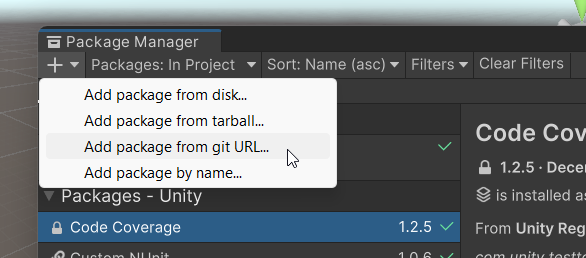 Package Manager
+ Packages: In Project Sort: Name (asc) Filters Clear Filters
Add package from disk...
Add package from tarball...
Add package from git URL...
Add package by name...
Packages - Unity
Code Coverage 1.2.5
Custom NUnit 1.0.6
Code Cov
1.2.5 · Dece
is installed as
From Unity Reg
com.unity.testt